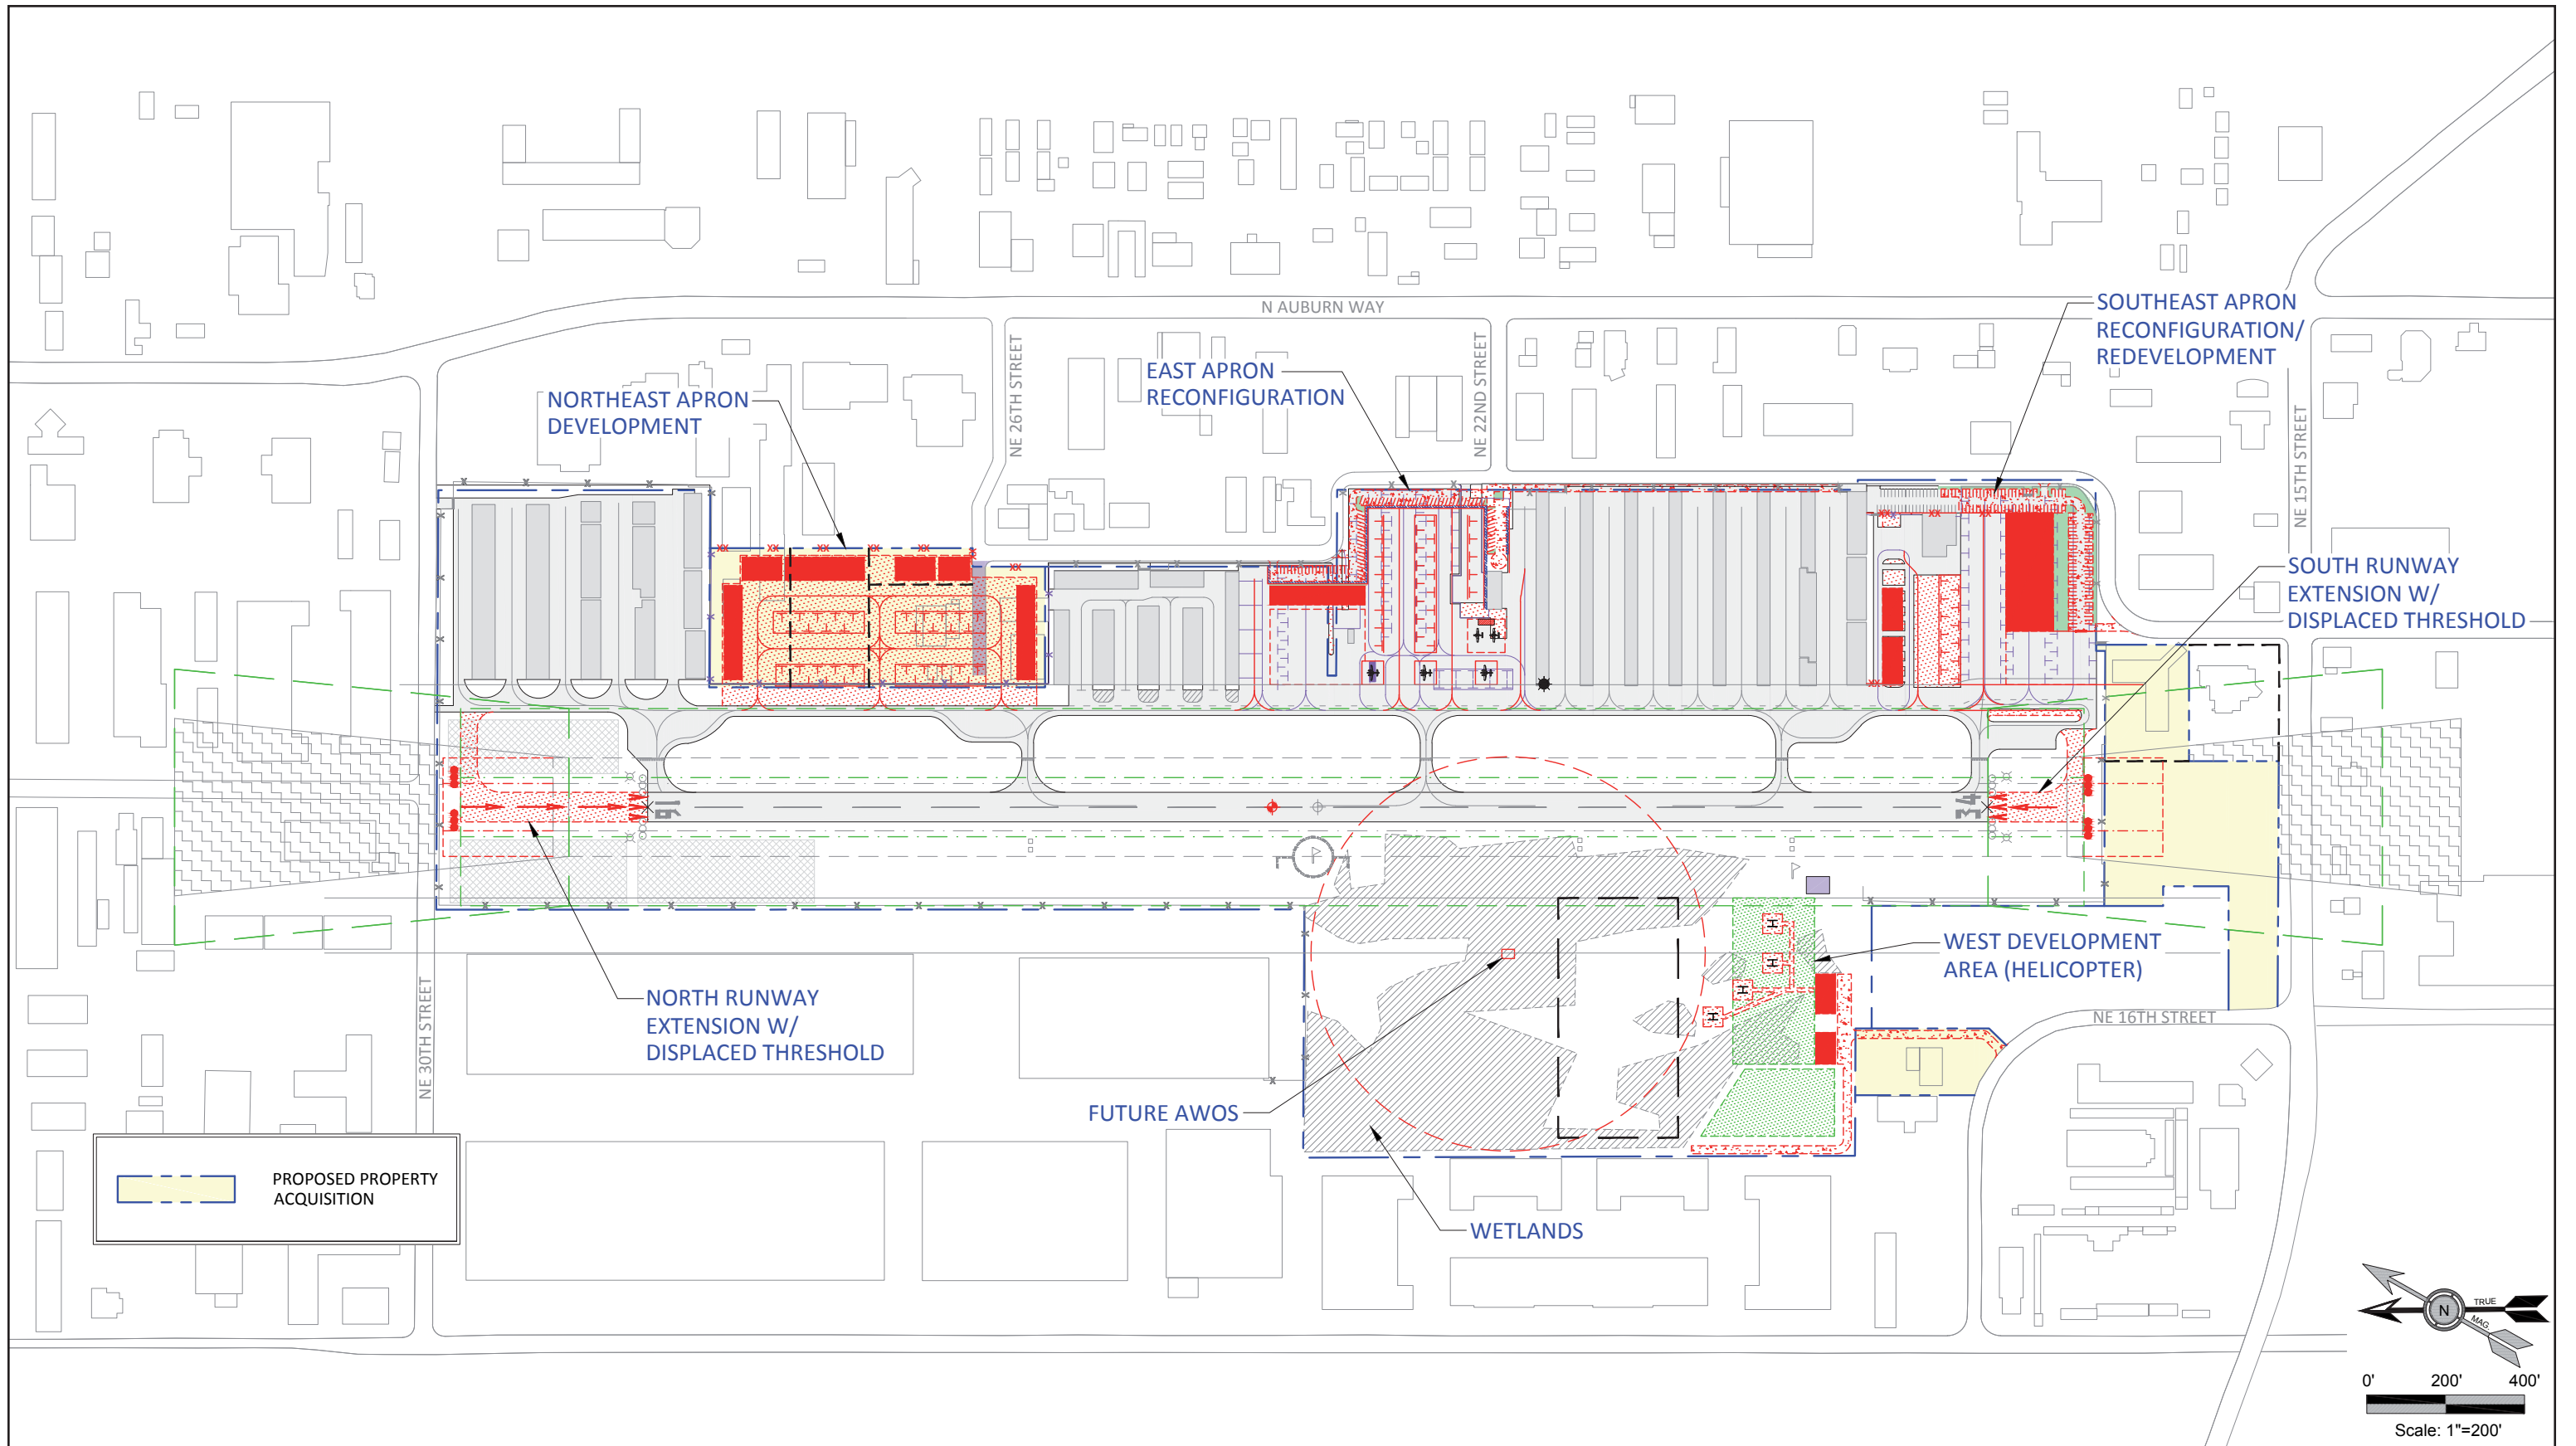 N AUBURN WAY
SOUTHEAST APRON
RECONFIGURATION/
REDEVELOPMENT
NE 26TH STREET
EAST APRON
RECONFIGURATION
NE 22ND STREET
NORTHEAST APRON
DEVELOPMENT
NE 15TH STREET
SOUTH RUNWAY
EXTENSION W/
DISPLACED THRESHOLD
16
34
H
H
H
H
WEST DEVELOPMENT
AREA (HELICOPTER)
NORTH RUNWAY
EXTENSION W/
DISPLACED THRESHOLD
NE 30TH STREET
NE 16TH STREET
FUTURE AWOS
WETLANDS
PROPOSED PROPERTY
ACQUISITION
N
TRUE
MAG.
0' 200' 400'
Scale: 1"=200'